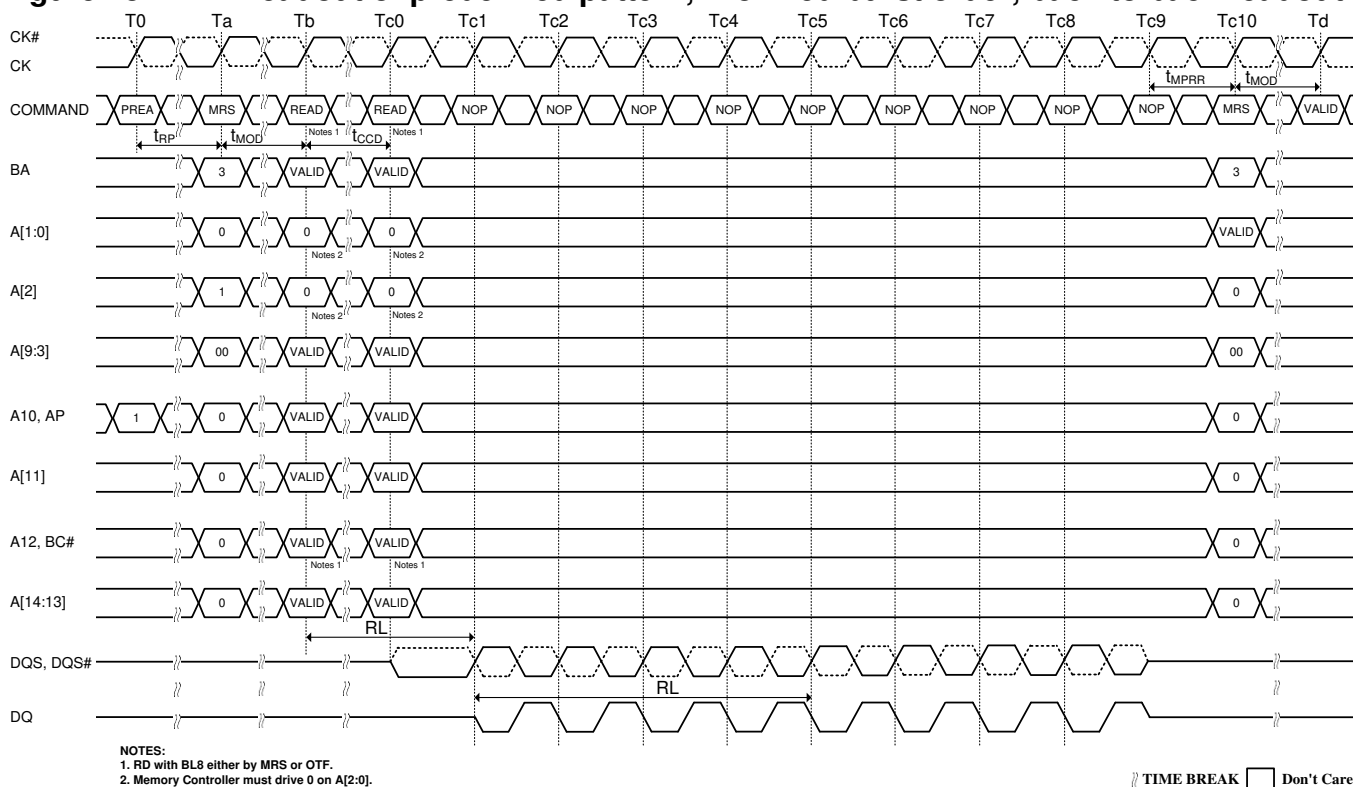 T0 Ta Tb Tc0 Tc1 Tc2 Tc3 Tc4 Tc5 Tc6 Tc7 Tc8 Tc9 Tc10 Td
CK#
CK
tMPRR tMOD
COMMAND PREA MRS READ READ NOP NOP NOP NOP NOP NOP NOP NOP NOP MRS VALID
Notes 1 Notes 1
tRP tMOD tCCD
BA 3 VALID VALID 3
A[1:0] 0 0 0 VALID
Notes 2 Notes 2
A[2] 1 0 0 0
Notes 2 Notes 2
A[9:3] 00 VALID VALID 00
A10, AP 1 0 VALID VALID 0
A[11] 0 VALID VALID 0
A12, BC# 0 VALID VALID 0
Notes 1 Notes 1
A[14:13] 0 VALID VALID 0
RL
DQS, DQS#
RL
DQ
NOTES:
1. RD with BL8 either by MRS or OTF.
2. Memory Controller must drive 0 on A[2:0].
TIME BREAK Don't Care